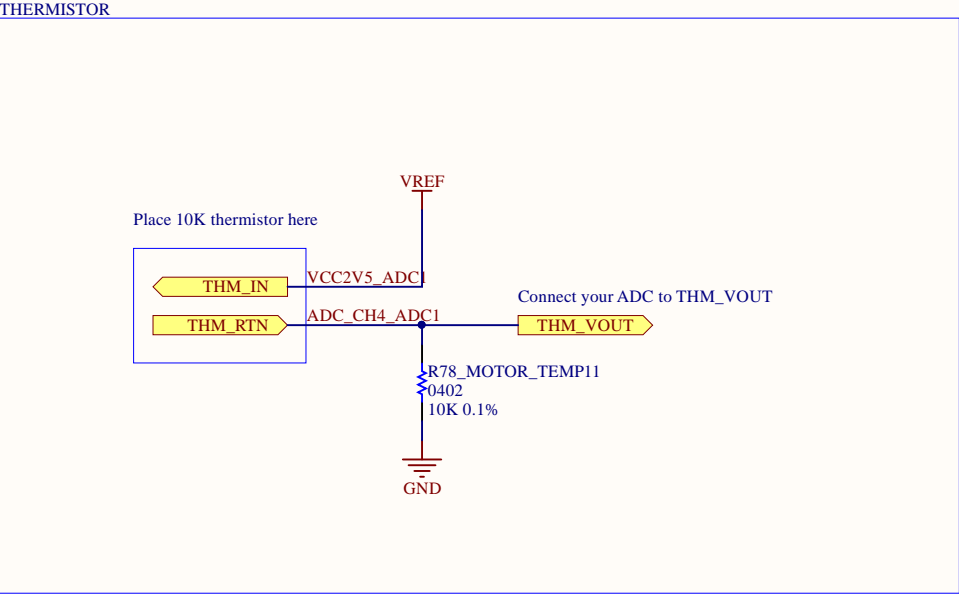 THERMISTOR
VREF
Place 10K thermistor here
THM_IN
VCC2V5_ADC1
THM_RTN
ADC_CH4_ADC1
Connect your ADC to THM_VOUT
THM_VOUT
R78_MOTOR_TEMP11
0402
10K 0.1%
GND